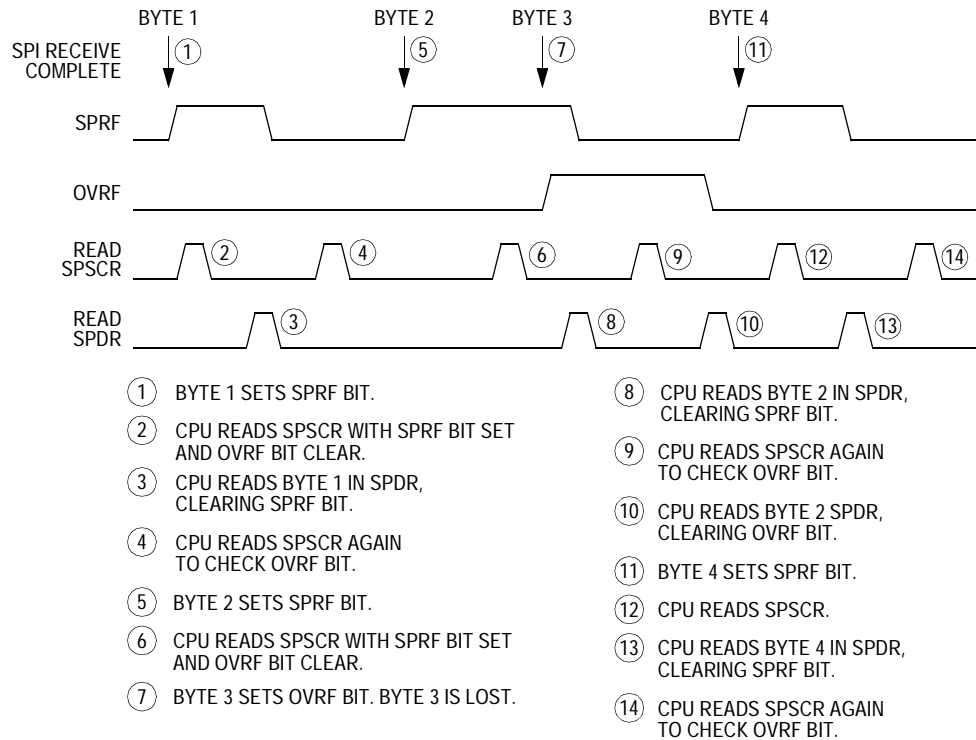 BYTE 1 BYTE 2 BYTE 3 BYTE 4
SPI RECEIVE
COMPLETE
1 5 7 11
SPRF
OVRF
READ
SPSCR
2 4 6 9 12 14
READ
SPDR
3 8 10 13
1 BYTE 1 SETS SPRF BIT.
2 CPU READS SPSCR WITH SPRF BIT SET
AND OVRF BIT CLEAR.
3 CPU READS BYTE 1 IN SPDR,
CLEARING SPRF BIT.
4 CPU READS SPSCR AGAIN
TO CHECK OVRF BIT.
5 BYTE 2 SETS SPRF BIT.
6 CPU READS SPSCR WITH SPRF BIT SET
AND OVRF BIT CLEAR.
7 BYTE 3 SETS OVRF BIT. BYTE 3 IS LOST.
8 CPU READS BYTE 2 IN SPDR,
CLEARING SPRF BIT.
9 CPU READS SPSCR AGAIN
TO CHECK OVRF BIT.
10 CPU READS BYTE 2 SPDR,
CLEARING OVRF BIT.
11 BYTE 4 SETS SPRF BIT.
12 CPU READS SPSCR.
13 CPU READS BYTE 4 IN SPDR,
CLEARING SPRF BIT.
14 CPU READS SPSCR AGAIN
TO CHECK OVRF BIT.